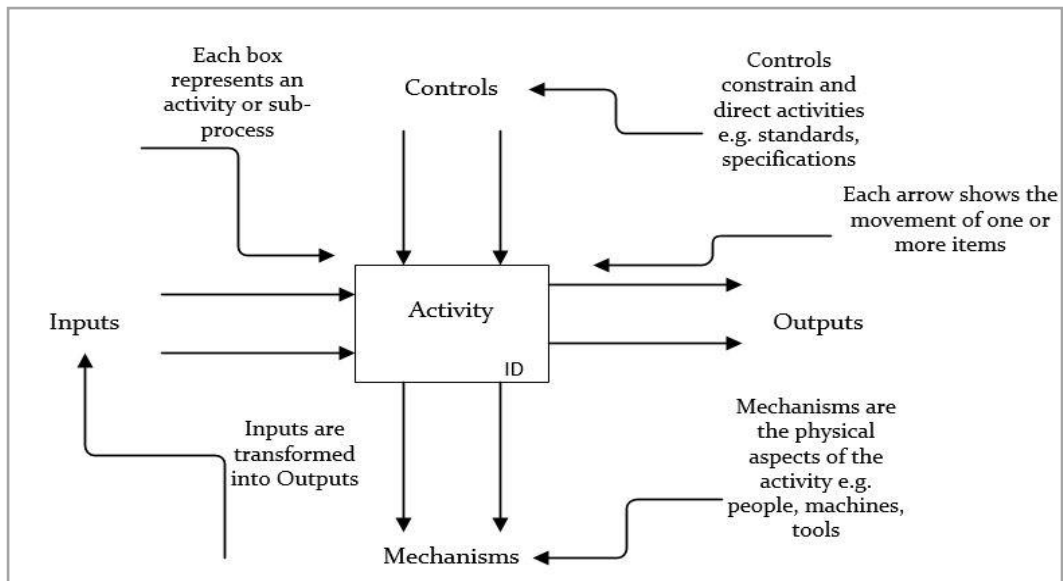 Each box
represents an
activity or sub-
process
Controls
Controls
constrain and
direct activities
e.g. standards,
specifications
Each arrow shows the
movement of one or
more items
Inputs
Activity
ID
Outputs
Inputs are
transformed
into Outputs
Mechanisms are
the physical
aspects of the
activity e.g.
people, machines,
tools
Mechanisms